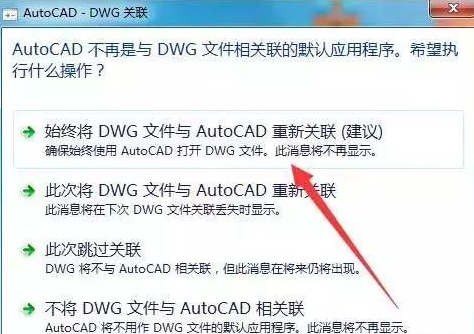 AutoCAD - DWG 关联
AutoCAD 不再是与 DWG 文件相关联的默认应用程序。希望执
行什么操作？
始终将 DWG 文件与 AutoCAD 重新关联 (建议)
确保始终使用 AutoCAD 打开 DWG 文件。此消息将不再显示。
此次将 DWG 文件与 AutoCAD 重新关联
此消息将在下次 DWG 文件关联丢失时显示。
此次跳过关联
DWG 将不与 AutoCAD 相关联，但此消息在将来仍将出现。
不将 DWG 文件与 AutoCAD 相关联
AutoCAD 将不用作 DWG 文件的默认应用程序。此消息将不再显